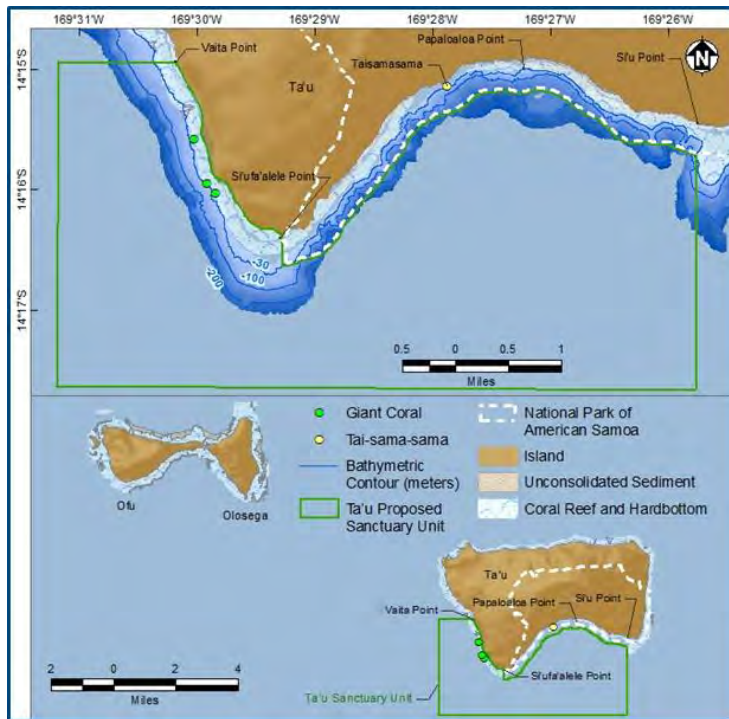 169°31'W 169°30'W 169°29'W 169°28'W 169°27'W 169°26'W
14°15'S
14°16'S
14°17'S
Vaita Point
Papaloaloa Point
Taisamasama
Si'u Point
N
Ta'u
Si'ufa'alele Point
-30
-100
-200
0.5 0 0.5 1
Miles
Giant Coral
Tai-sama-sama
Bathymetric
Contour (meters)
Ta'u Proposed
Sanctuary Unit
National Park of
American Samoa
Island
Unconsolidated Sediment
Coral Reef and Hardbottom
Ofu
Olosega
Ta'u
Papaloaloa Point
Si'u Point
Vaita Point
Si'ufa'alele Point
Ta'u Sanctuary Unit
2 0 2 4
Miles